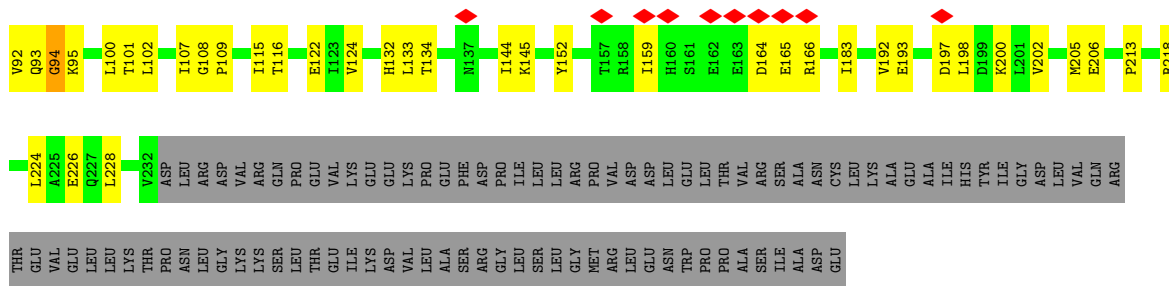 V92 Q93 G94 K95 L100 T101 L102 I107 G108 P109 I115 T116 E122 I123 V124 H132 L133 T134 N137 I144 K145 Y152 T157 R158 I159 H160 S161 E162 E163 D164 E165 R166 I183 V192 E193 D197 L198 D199 K200 L201 V202 M205 E206 P213 R218
L224 A225 E226 Q227 L228 V232 ASP LEU ARG ASP VAL ARG GLN PRO GLU VAL LYS GLU GLU LYS PRO GLU PHE ASP PRO ILE LEU LEU ARG PRO VAL ASP ASP LEU GLU LEU THR VAL ARG SER ALA ASN CYS LEU LYS ALA GLU ALA ILE HIS TYR ILE GLY ASP LEU VAL GLN ARG
THR GLU VAL GLU LEU LEU LYS THR PRO ASN LEU GLY LYS LYS SER LEU THR GLU ILE LYS ASP VAL LEU ALA SER ARG GLY LEU SER LEU GLY MET ARG LEU GLU ASN TRP PRO PRO ALA SER ILE ALA ASP GLU